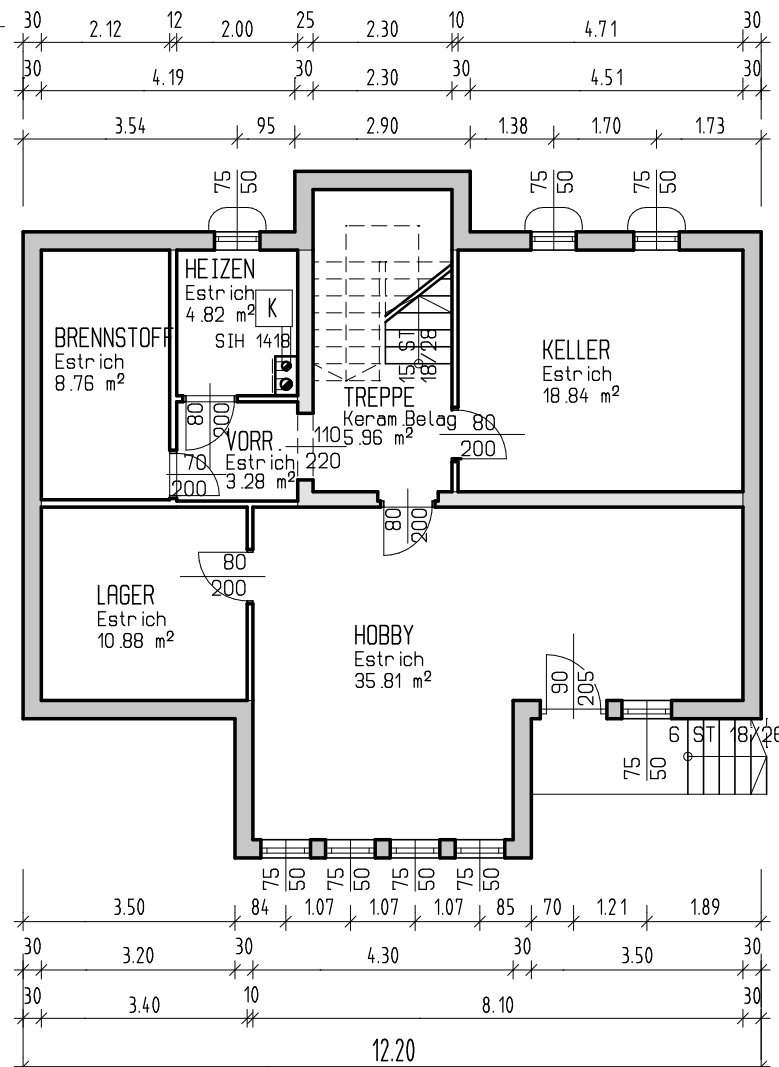 30 2.12 12 2.00 25 2.30 10 4.71 30
30 4.19 30 2.30 30 4.51 30
3.54 95 2.90 1.38 1.70 1.73
75 50 75 50 75 50
HEIZEN
Estrich
4.82 m²
K
SIH 1418
BRENNSTOFF
Estrich
8.76 m²
15 ST
18/28
KELLER
Estrich
18.84 m²
TREPPE
Keram.Belag
5.96 m²
80 200
VORR.
Estrich
3.28 m²
110
220
80
200
70
200
80 200
80
200
LAGER
Estrich
10.88 m²
HOBBY
Estrich
35.81 m²
90 205
6 ST 18/26
75 50
75 50 75 50 75 50 75 50
3.50 84 1.07 1.07 1.07 85 70 1.21 1.89
30 3.20 30 4.30 30 3.50 30
30 3.40 10 8.10 30
12.20